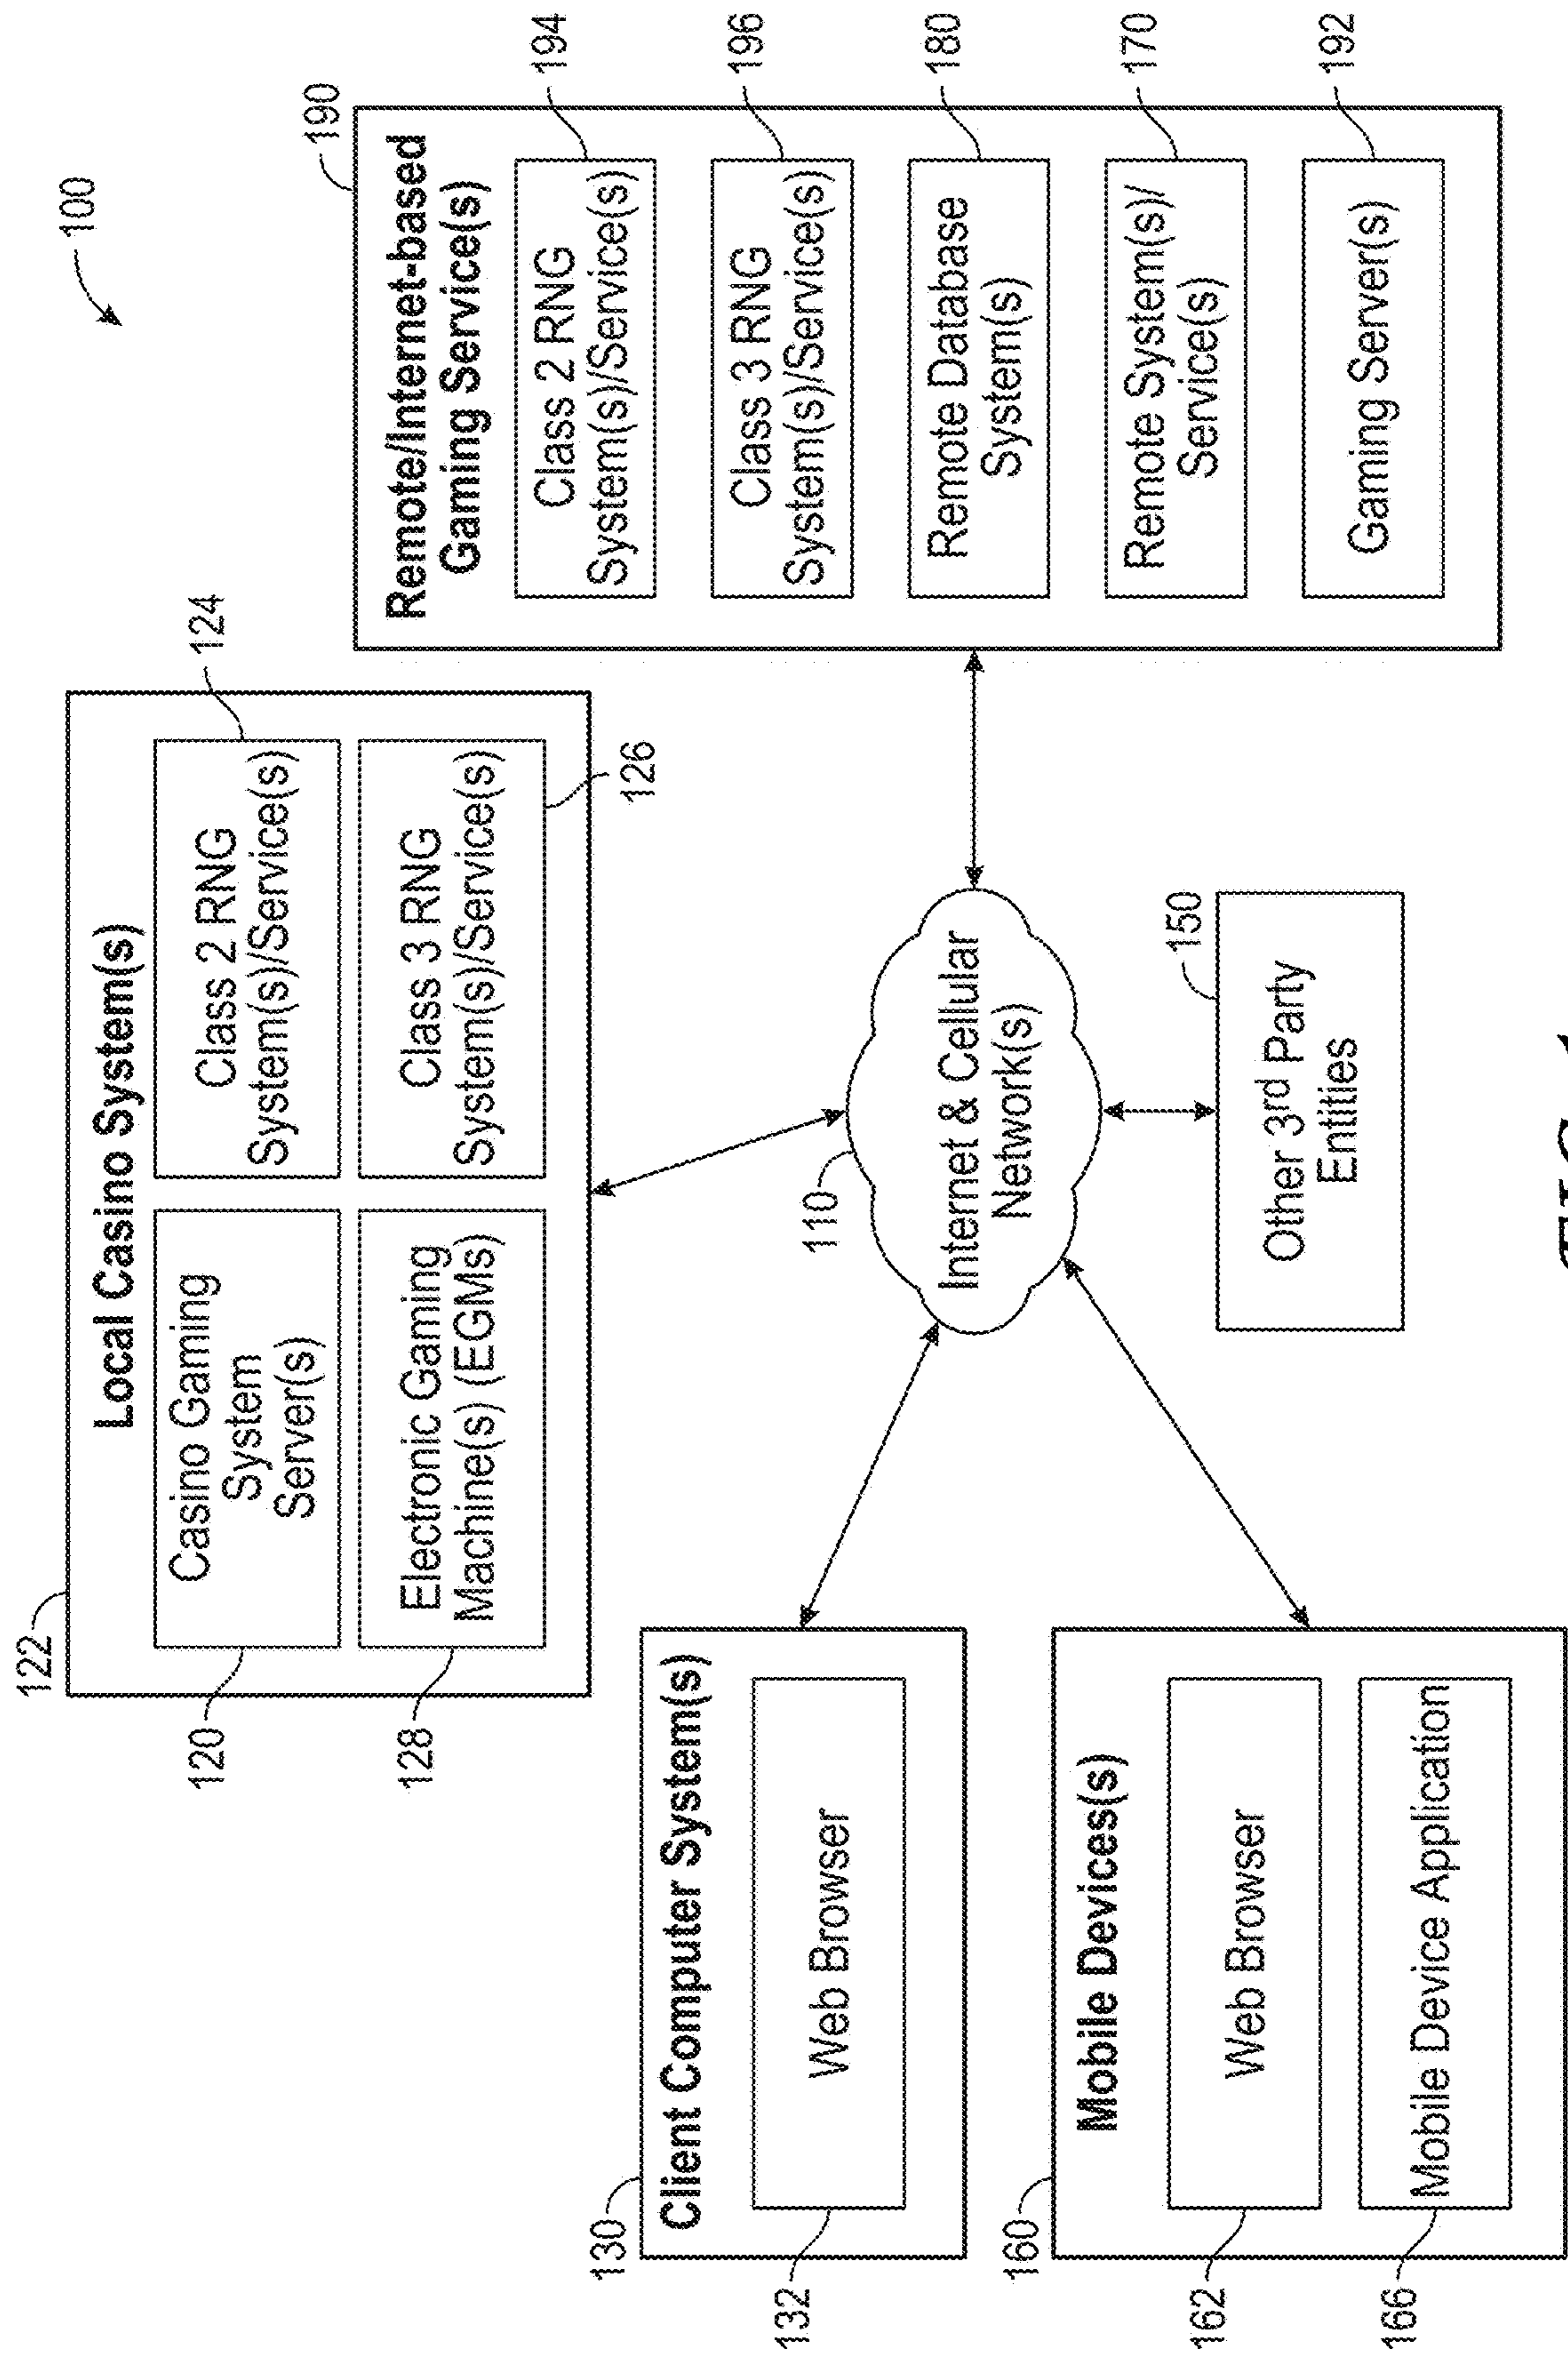 100
122
Local Casino System(s)
120
Casino Gaming
System
Server(s)
124
Class 2 RNG
System(s)/Service(s)
128
Electronic Gaming
Machine(s) (EGMs)
126
Class 3 RNG
System(s)/Service(s)
190
Remote/Internet-based
Gaming Service(s)
194
Class 2 RNG
System(s)/Service(s)
196
Class 3 RNG
System(s)/Service(s)
180
Remote Database
System(s)
170
Remote System(s)/
Service(s)
192
Gaming Server(s)
130
Client Computer System(s)
132
Web Browser
110
Internet & Cellular
Network(s)
160
Mobile Devices(s)
162
Web Browser
166
Mobile Device Application
150
Other 3rd Party
Entities